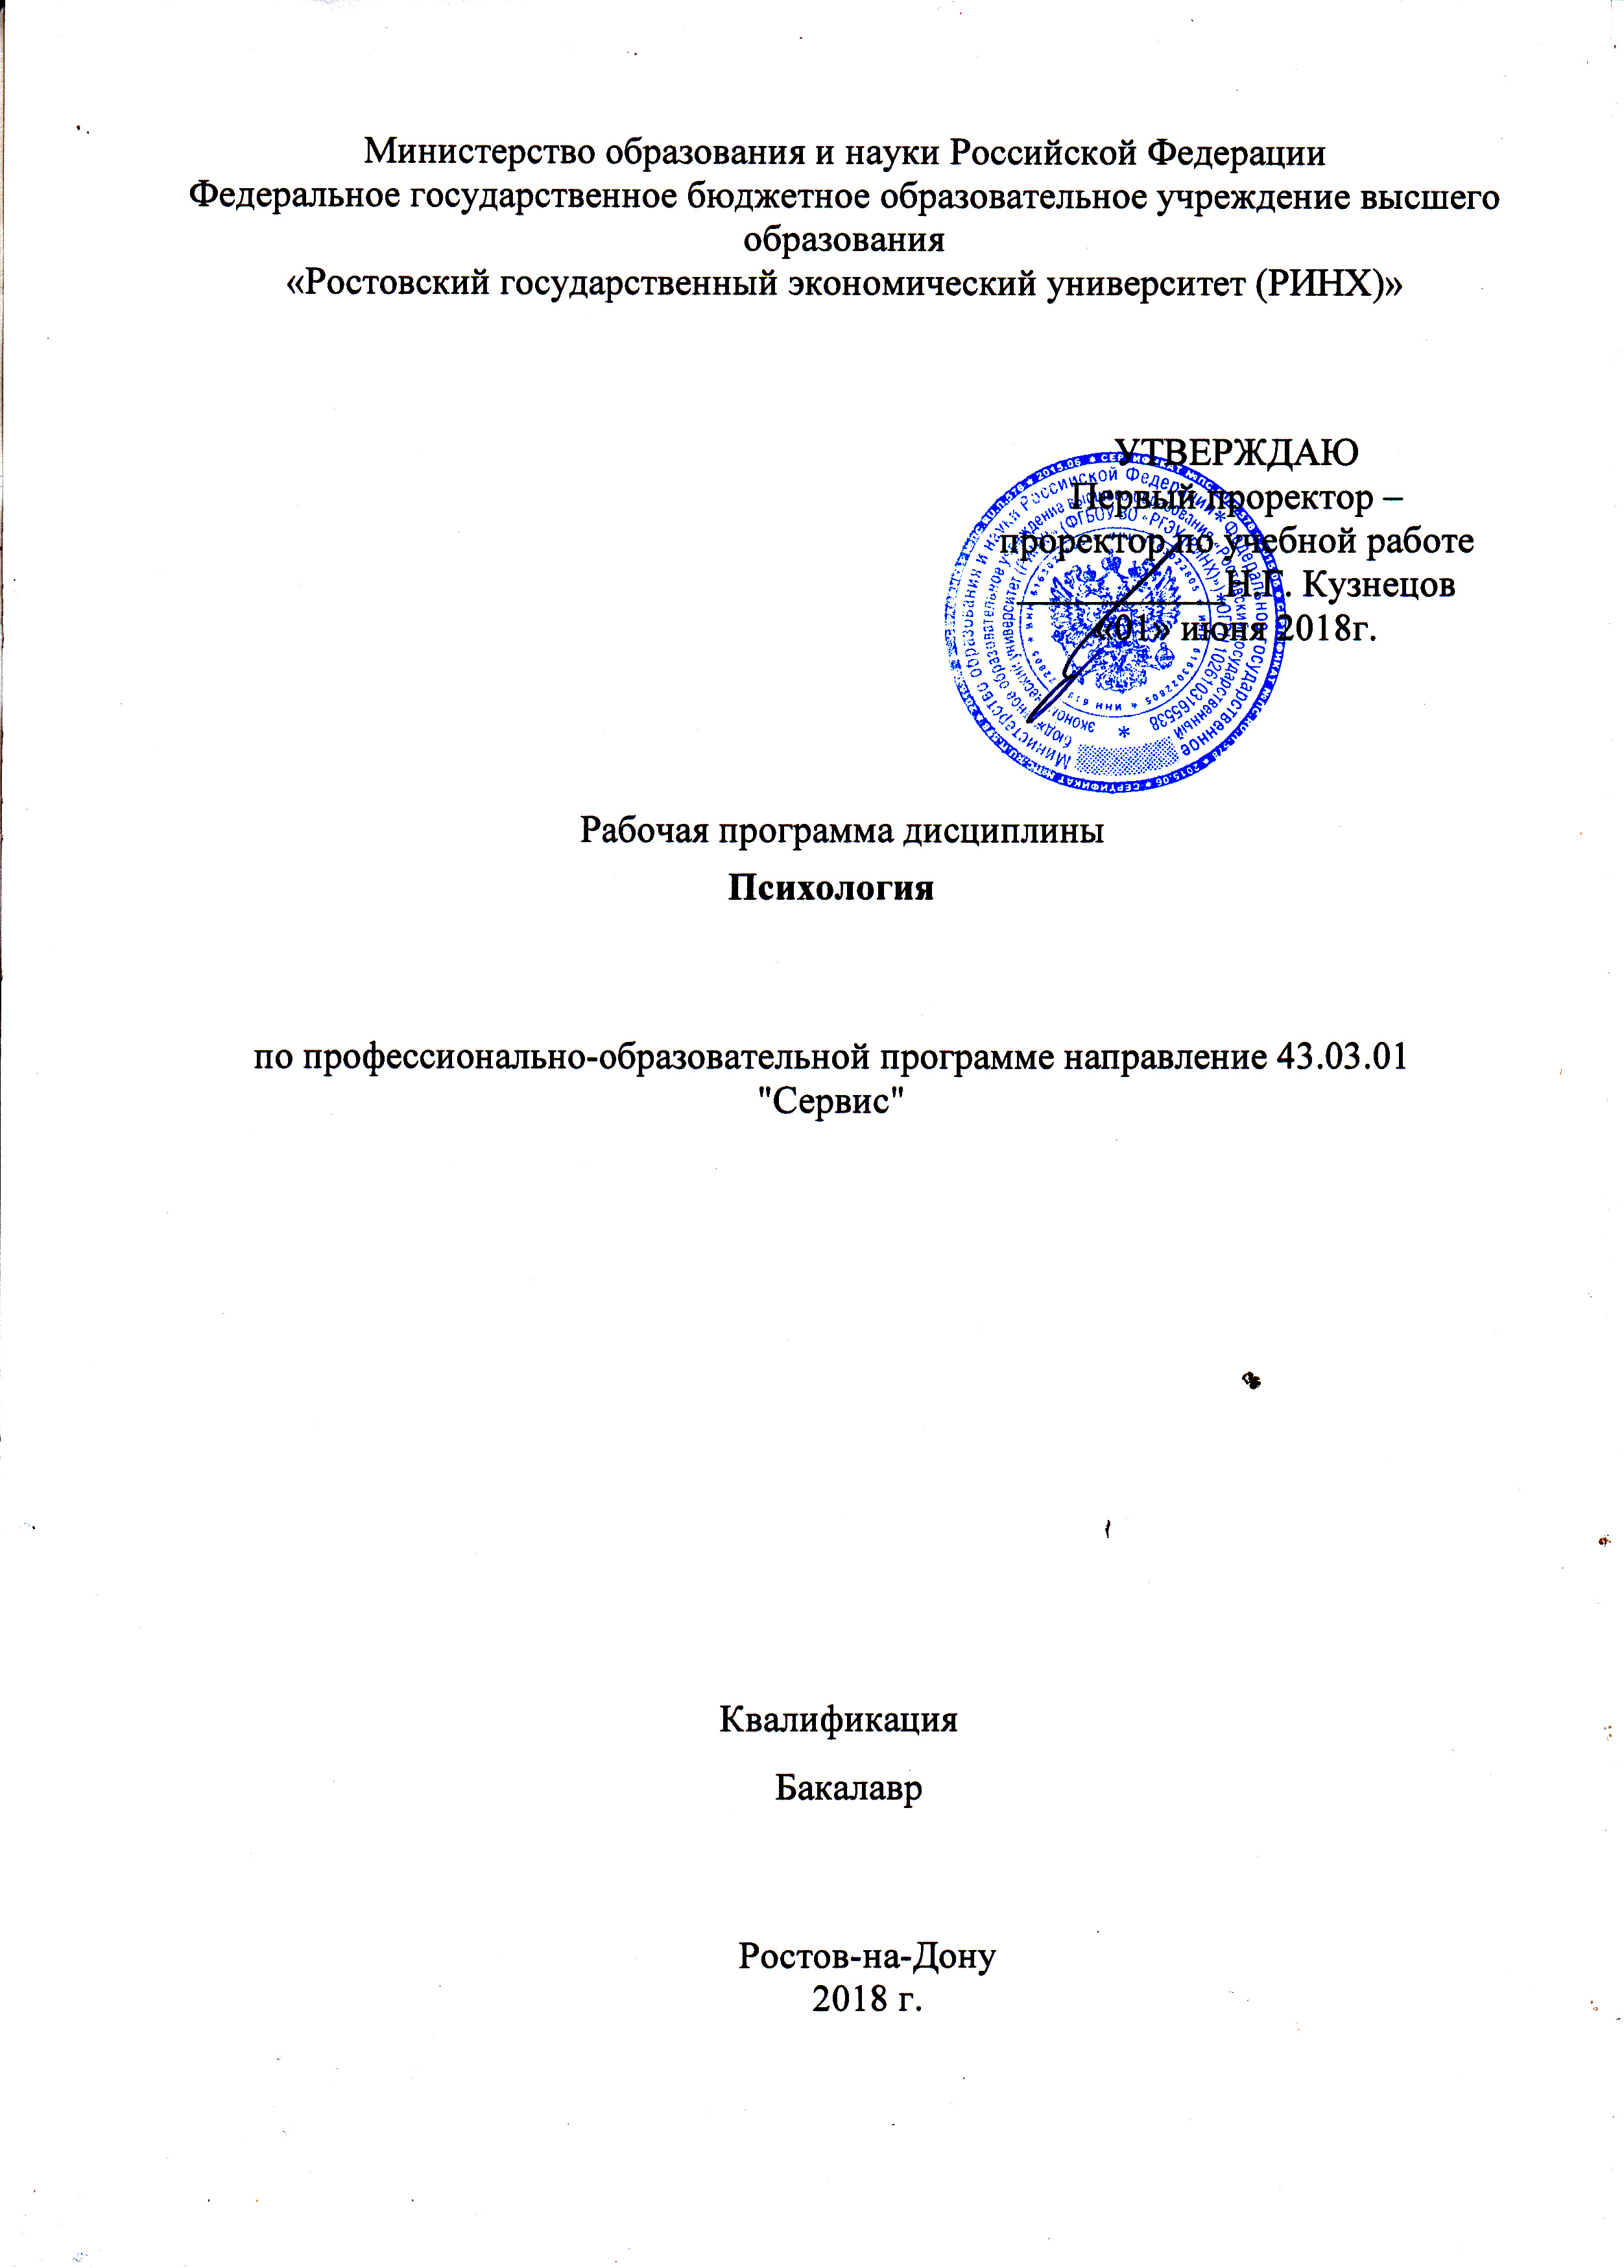 Министерство образования и науки Российской Федерации
Федеральное государственное бюджетное образовательное учреждение высшего
образования
«Ростовский государственный экономический университет (РИНХ)»
УТВЕРЖДАЮ
Первый проректор –
проректор по учебной работе
Н.Г. Кузнецов
«01» июня 2018г.
Рабочая программа дисциплины
Психология
по профессионально-образовательной программе направление 43.03.01
"Сервис"
Квалификация
Бакалавр
Ростов-на-Дону
2018 г.